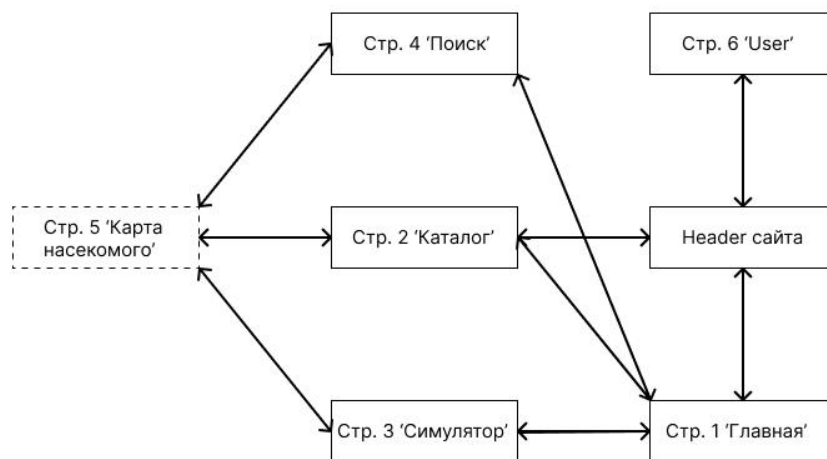 Стр. 4 ‘Поиск’
Стр. 6 ‘User’
Стр. 5 ‘Карта
насекомого’
Стр. 2 ‘Каталог’
Header сайта
Стр. 3 ‘Симулятор’
Стр. 1 ‘Главная’